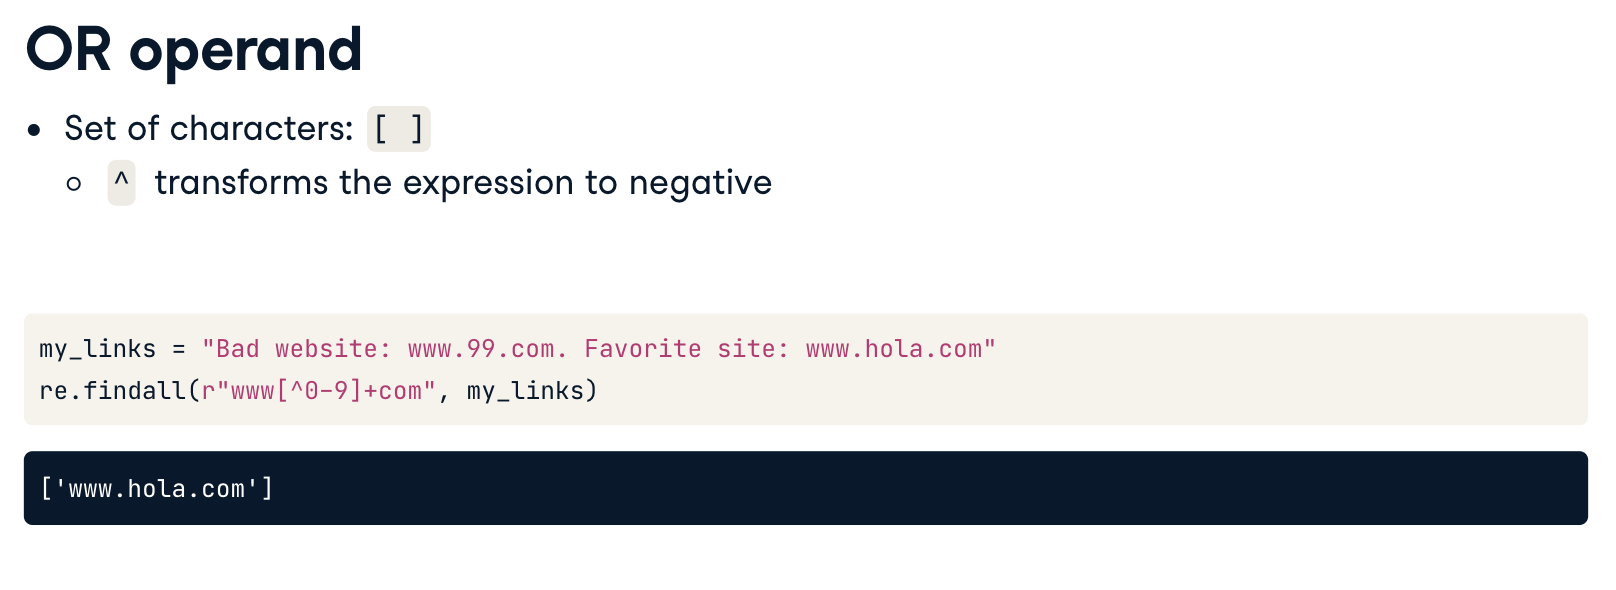 OR operand
• Set of characters: [ ]
○ ^ transforms the expression to negative
my_links = "Bad website: www.99.com. Favorite site: www.hola.com"
re.findall(r"www[^0-9]+com", my_links)
['www.hola.com']